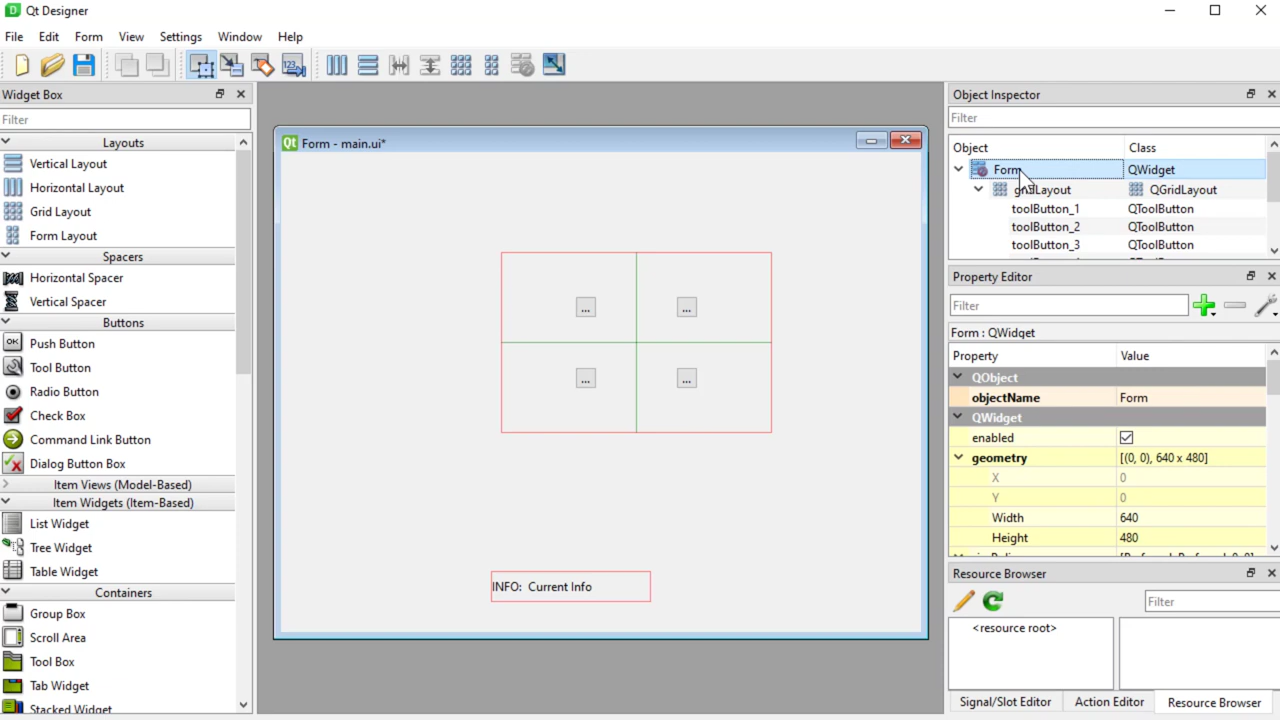 Qt Designer
File Edit Form View Settings Window Help
Widget Box
Filter
Layouts
Vertical Layout
Horizontal Layout
Grid Layout
Form Layout
Spacers
Horizontal Spacer
Vertical Spacer
Buttons
Push Button
Tool Button
Radio Button
Check Box
Command Link Button
Dialog Button Box
Item Views (Model-Based)
Item Widgets (Item-Based)
List Widget
Tree Widget
Table Widget
Containers
Group Box
Scroll Area
Tool Box
Tab Widget
Stacked Widget
Form - main.ui*
... ...
... ...
INFO: Current Info
Object Inspector
Filter
Object Class
Form QWidget
gridLayout QGridLayout
toolButton_1 QToolButton
toolButton_2 QToolButton
toolButton_3 QToolButton
Property Editor
Filter
Form : QWidget
Property Value
QObject
objectName Form
QWidget
enabled
geometry [(0, 0), 640 x 480]
X 0
Y 0
Width 640
Height 480
Resource Browser
Filter
<resource root>
Signal/Slot Editor Action Editor Resource Browser